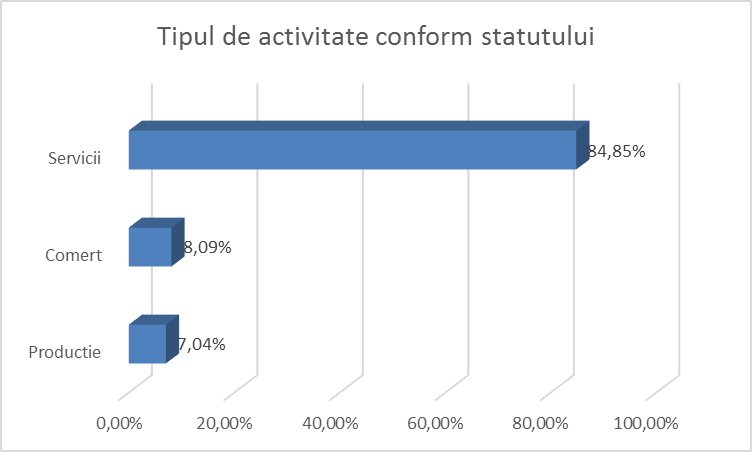 Tipul de activitate conform statutului
Servicii
84,85%
Comert
8,09%
Productie
7,04%
0,00% 20,00% 40,00% 60,00% 80,00% 100,00%